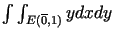 ∫ ∫_{E(0̅,1)} ydxdy